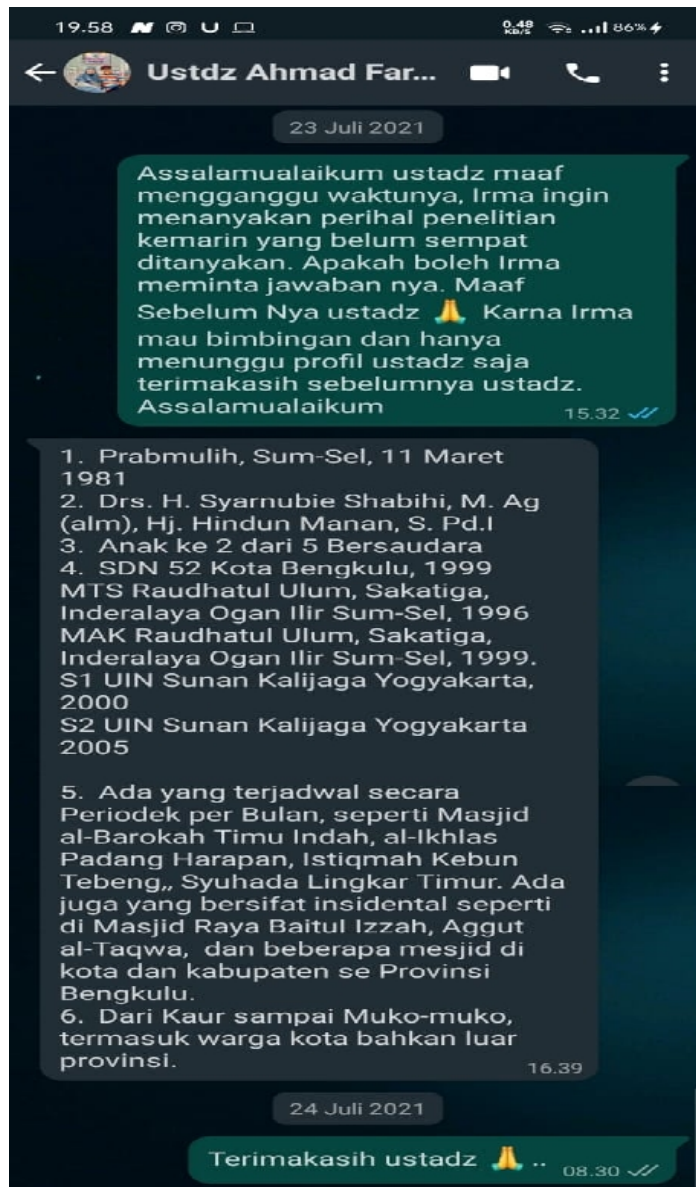 19.58 0.48 KB/S 86%
Ustdz Ahmad Far...
23 Juli 2021
Assalamualaikum ustadz maaf
mengganggu waktunya, Irma ingin
menanyakan perihal penelitian
kemarin yang belum sempat
ditanyakan. Apakah boleh Irma
meminta jawaban nya. Maaf
Sebelum Nya ustadz 🙏 Karna Irma
mau bimbingan dan hanya
menunggu profil ustadz saja
terimakasih sebelumnya ustadz.
Assalamualaikum
15.32
1. Prabmulih, Sum-Sel, 11 Maret
1981
2. Drs. H. Syarnubie Shabihi, M. Ag
(alm), Hj. Hindun Manan, S. Pd.I
3. Anak ke 2 dari 5 Bersaudara
4. SDN 52 Kota Bengkulu, 1999
MTS Raudhatul Ulum, Sakatiga,
Inderalaya Ogan Ilir Sum-Sel, 1996
MAK Raudhatul Ulum, Sakatiga,
Inderalaya Ogan Ilir Sum-Sel, 1999.
S1 UIN Sunan Kalijaga Yogyakarta,
2000
S2 UIN Sunan Kalijaga Yogyakarta
2005
5. Ada yang terjadwal secara
Periodek per Bulan, seperti Masjid
al-Barokah Timu Indah, al-Ikhlas
Padang Harapan, Istiqmah Kebun
Tebeng,, Syuhada Lingkar Timur. Ada
juga yang bersifat insidental seperti
di Masjid Raya Baitul Izzah, Aggut
al-Taqwa, dan beberapa mesjid di
kota dan kabupaten se Provinsi
Bengkulu.
6. Dari Kaur sampai Muko-muko,
termasuk warga kota bahkan luar
provinsi.
16.39
24 Juli 2021
Terimakasih ustadz 🙏 ..
08.30